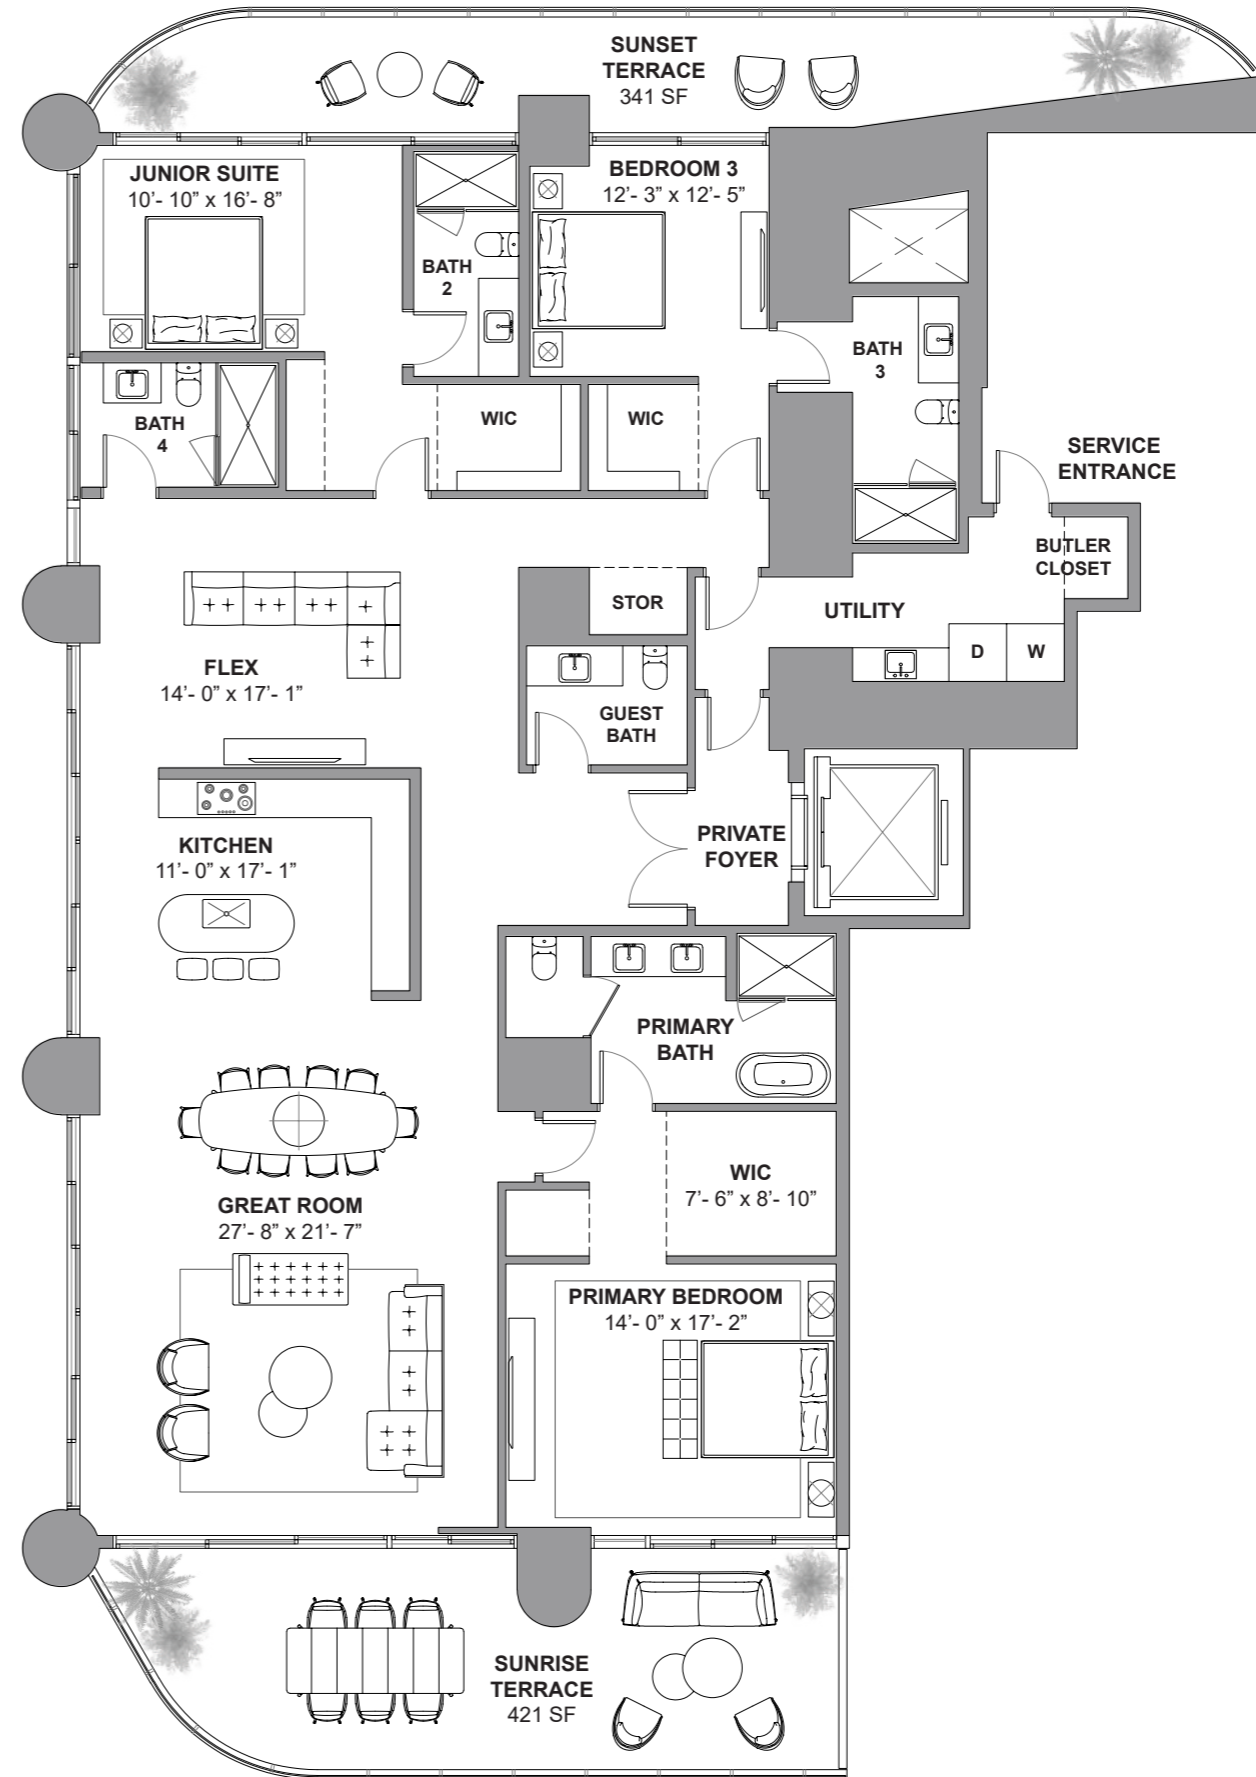 SUNSET
TERRACE
341 SF
JUNIOR SUITE
10’- 10” x 16’- 8”
BEDROOM 3
12’- 3” x 12’- 5”
BATH
2
BATH
3
BATH
4
WIC
WIC
SERVICE
ENTRANCE
BUTLER
CLOSET
STOR
UTILITY
D
W
FLEX
14’- 0” x 17’- 1”
GUEST
BATH
KITCHEN
11’- 0” x 17’- 1”
PRIVATE
FOYER
PRIMARY
BATH
WIC
7’- 6” x 8’- 10”
GREAT ROOM
27’- 8” x 21’- 7”
PRIMARY BEDROOM
14’- 0” x 17’- 2”
SUNRISE
TERRACE
421 SF